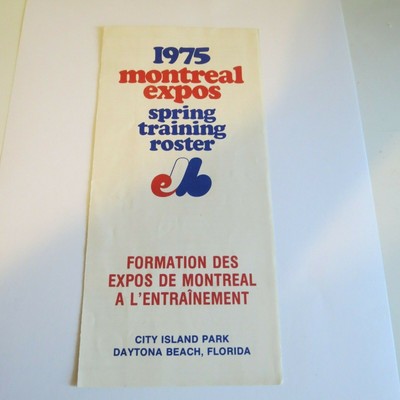 1975
montreal
expos
spring
training
roster
FORMATION DES
EXPOS DE MONTREAL
A L'ENTRAÎNEMENT
CITY ISLAND PARK
DAYTONA BEACH, FLORIDA